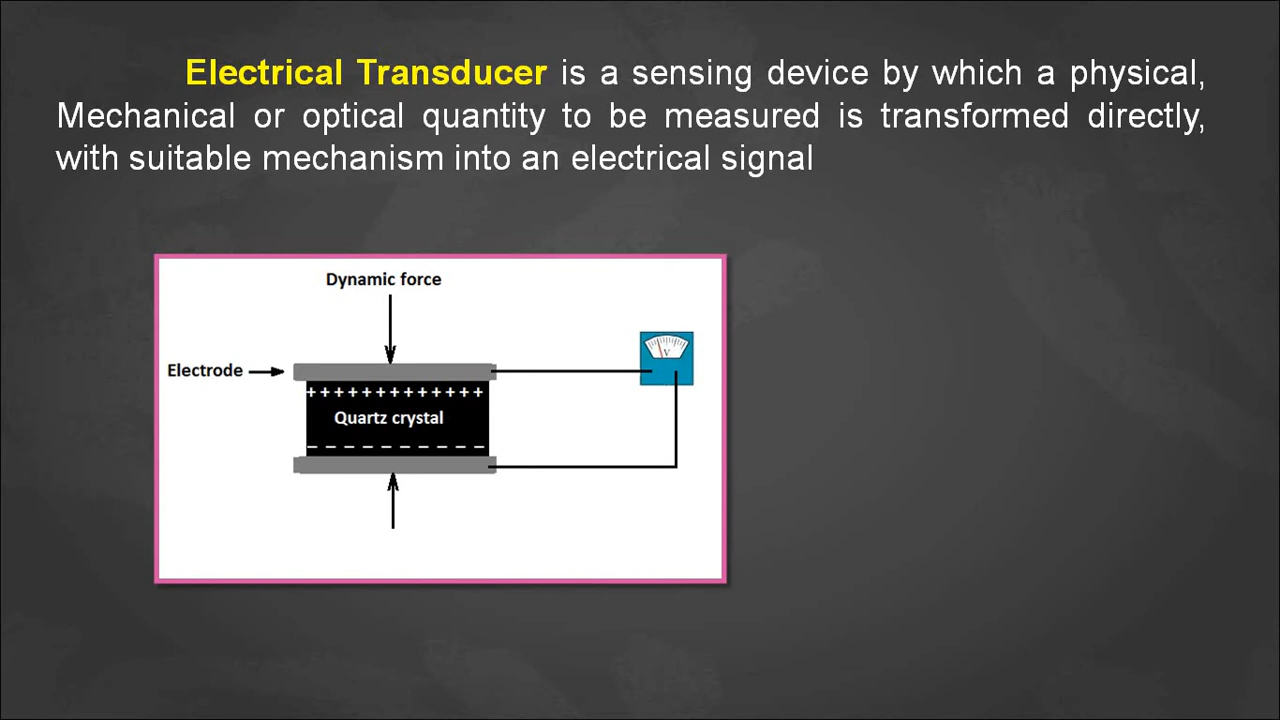 Electrical Transducer is a sensing device by which a physical,
Mechanical or optical quantity to be measured is transformed directly,
with suitable mechanism into an electrical signal
Dynamic force
V
Electrode
+ + + + + + + + + + + + +
Quartz crystal
− − − − − − − − − −